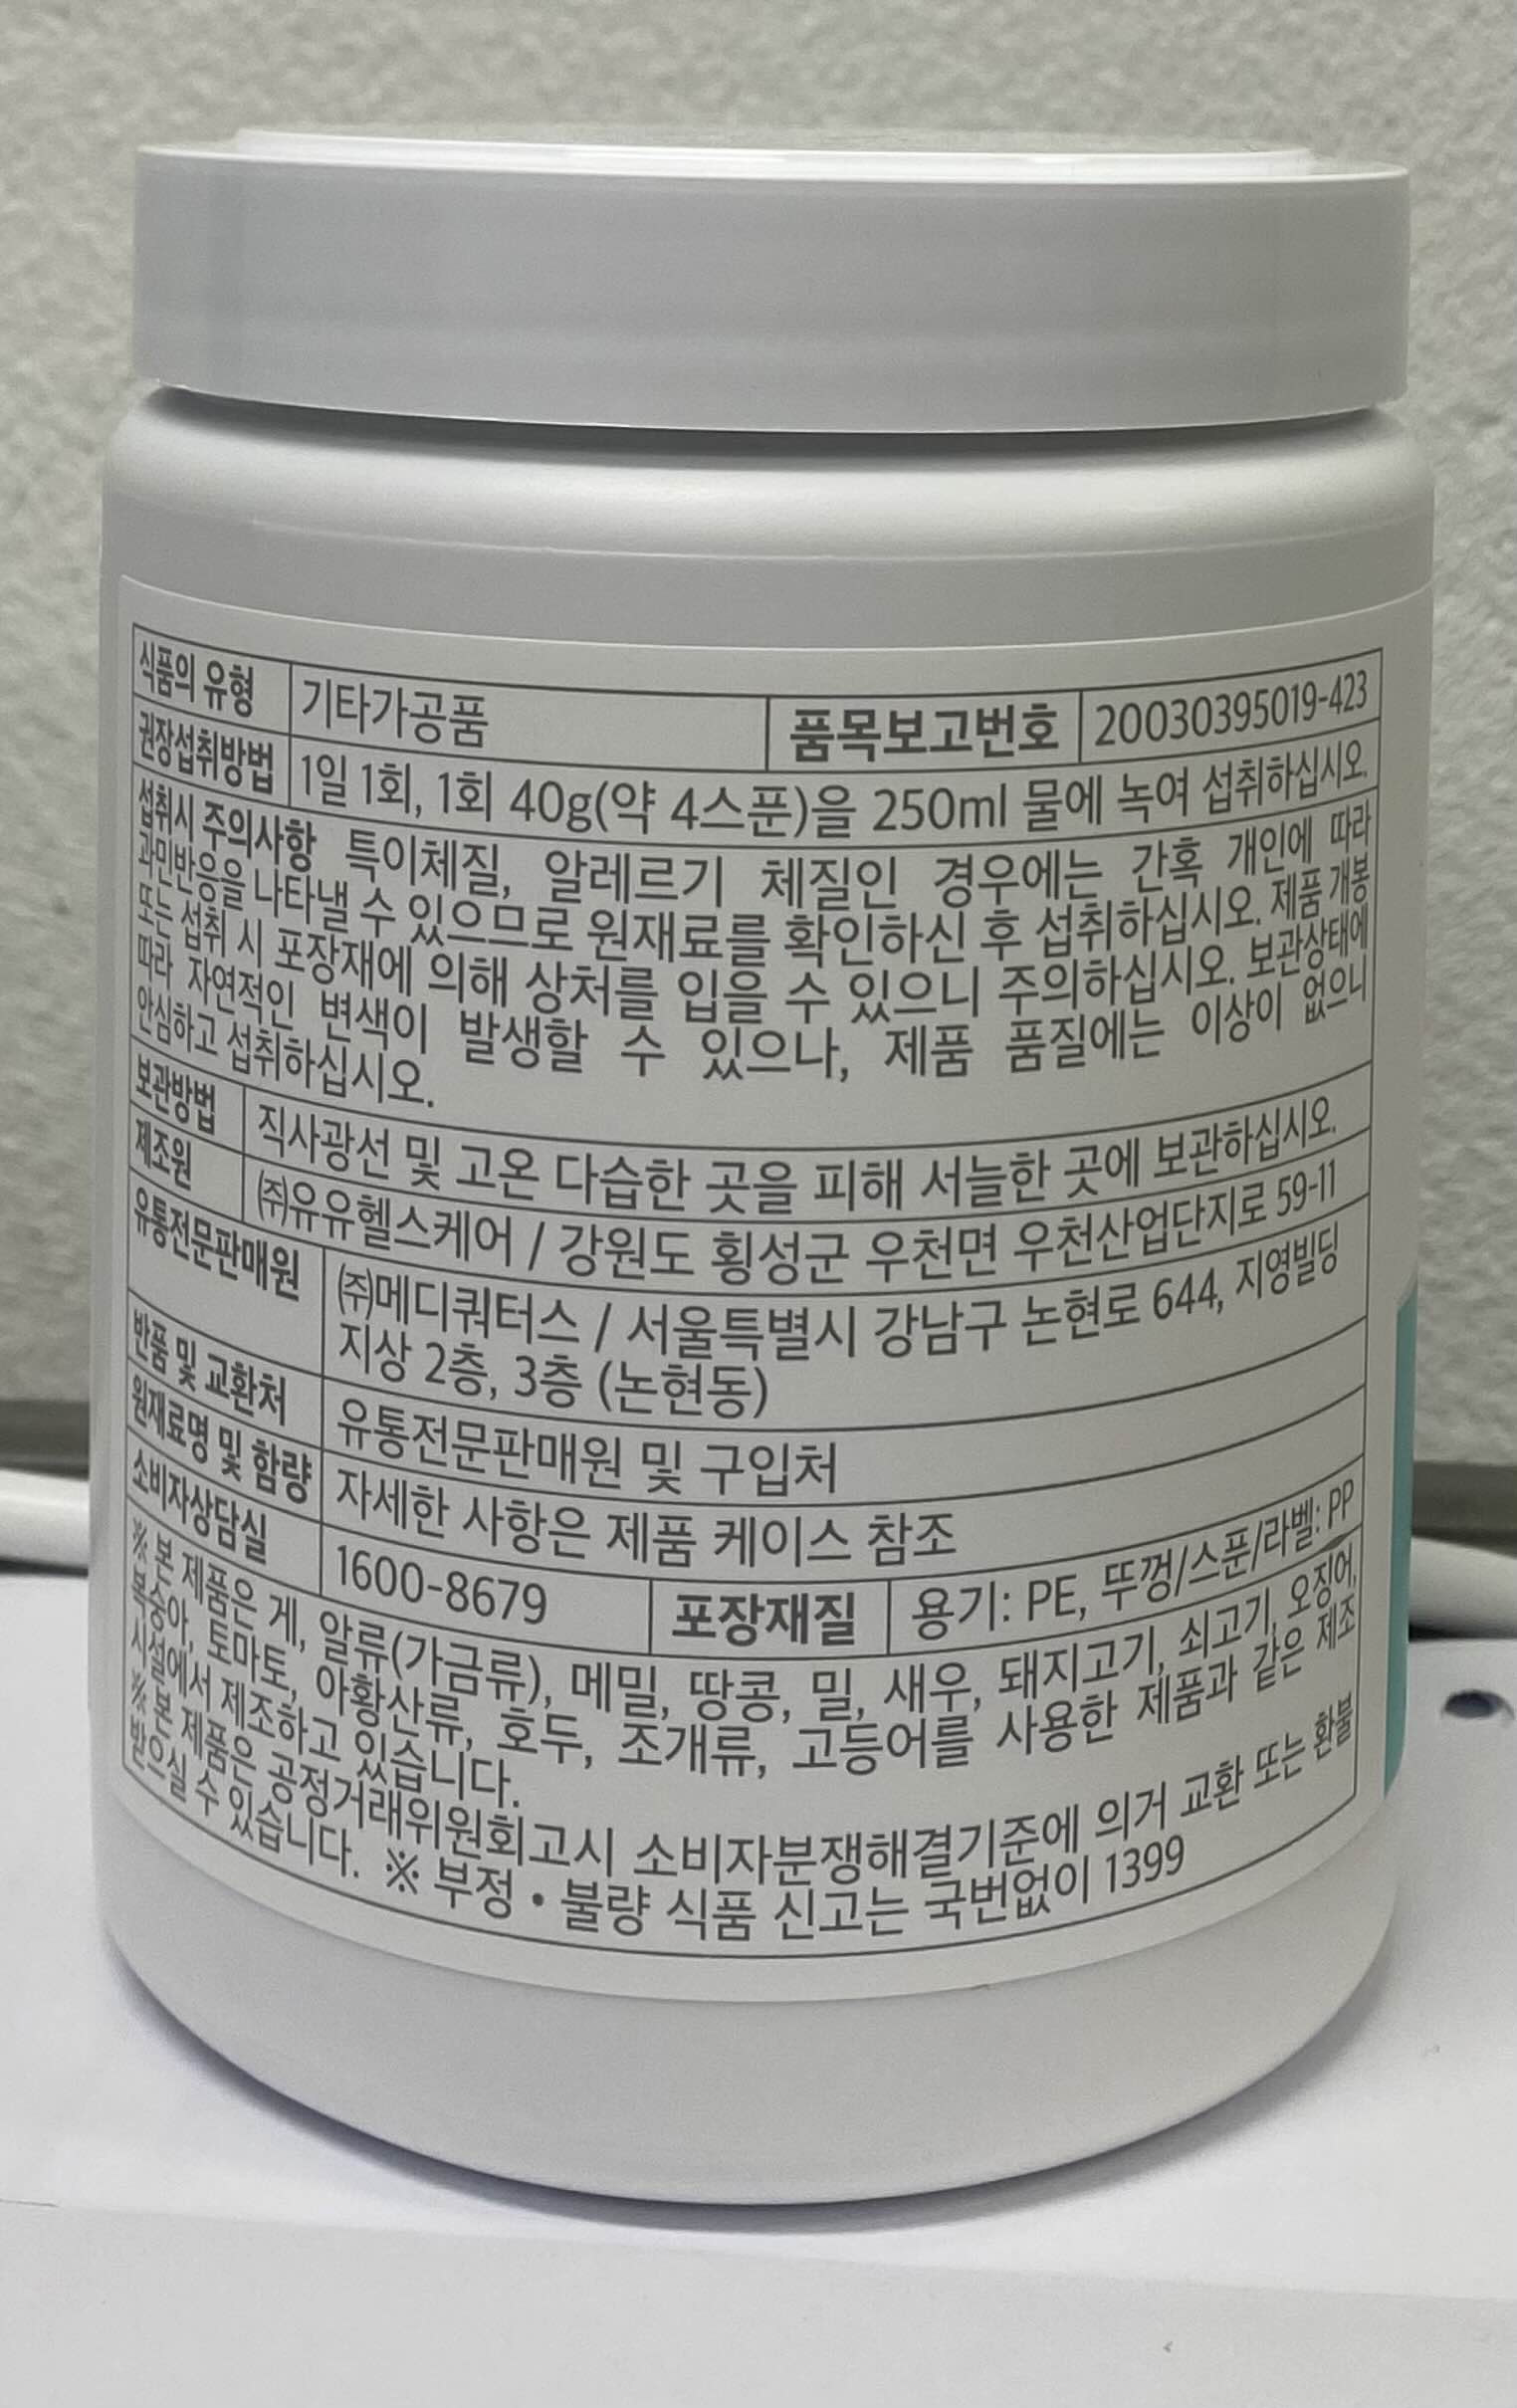 식품의 유형 기타가공품 품목보고번호 20030395019-423
권장섭취방법 1일 1회, 1회 40g(약 4스푼)을 250ml 물에 녹여 섭취하십시오.
섭취시 주의사항 특이체질, 알레르기 체질인 경우에는 간혹 개인에 따라
과민반응을 나타낼 수 있으므로 원재료를 확인하신 후 섭취하십시오. 제품 개봉
또는 섭취 시 포장재에 의해 상처를 입을 수 있으니 주의하십시오. 보관상태에
따라 자연적인 변색이 발생할 수 있으나, 제품 품질에는 이상이 없으니
안심하고 섭취하십시오.
보관방법 직사광선 및 고온 다습한 곳을 피해 서늘한 곳에 보관하십시오.
제조원 ㈜유유헬스케어 / 강원도 횡성군 우천면 우천산업단지로 59-11
유통전문판매원 ㈜메디쿼터스 / 서울특별시 강남구 논현로 644, 지영빌딩
지상 2층, 3층 (논현동)
반품 및 교환처 유통전문판매원 및 구입처
원재료명 및 함량 자세한 사항은 제품 케이스 참조
소비자상담실 1600-8679 포장재질 용기: PE, 뚜껑/스푼/라벨: PP
※ 본 제품은 게, 알류(가금류), 메밀, 땅콩, 밀, 새우, 돼지고기, 쇠고기, 오징어,
복숭아, 토마토, 아황산류, 호두, 조개류, 고등어를 사용한 제품과 같은 제조
시설에서 제조하고 있습니다.
※ 본 제품은 공정거래위원회고시 소비자분쟁해결기준에 의거 교환 또는 환불
받으실 수 있습니다. ※ 부정 • 불량 식품 신고는 국번없이 1399